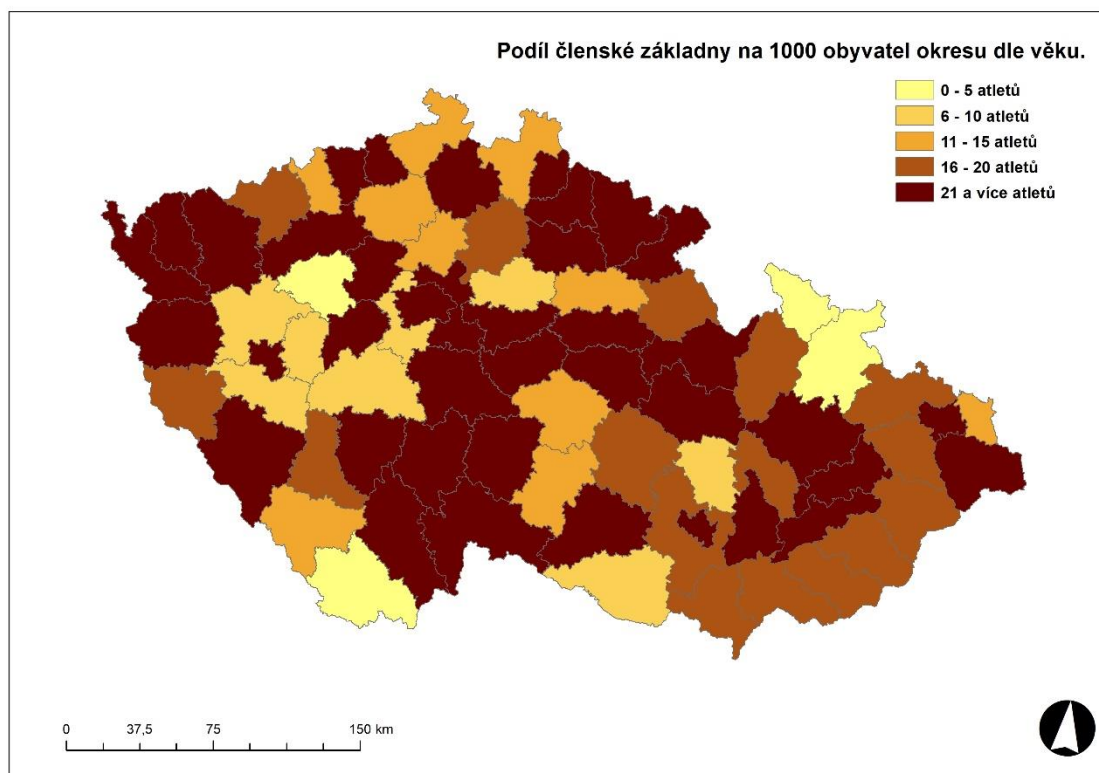 Podíl členské základny na 1000 obyvatel okresu dle věku.
0 - 5 atletů
6 - 10 atletů
11 - 15 atletů
16 - 20 atletů
21 a více atletů
0 37,5 75 150 km